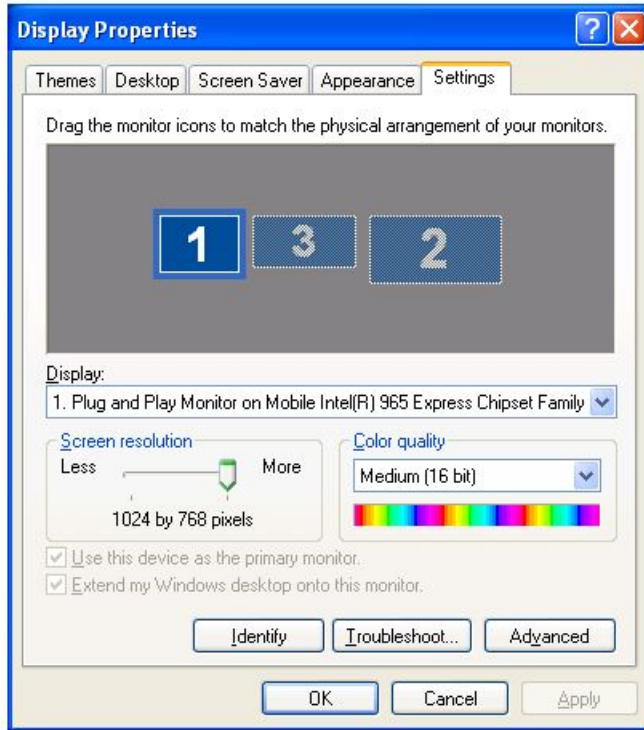 Display Properties
Themes Desktop Screen Saver Appearance Settings
Drag the monitor icons to match the physical arrangement of your monitors.
1 3 2
Display:
1. Plug and Play Monitor on Mobile Intel(R) 965 Express Chipset Family
Screen resolution
Less More
1024 by 768 pixels
Color quality
Medium (16 bit)
Use this device as the primary monitor.
Extend my Windows desktop onto this monitor.
Identify Troubleshoot... Advanced
OK Cancel Apply